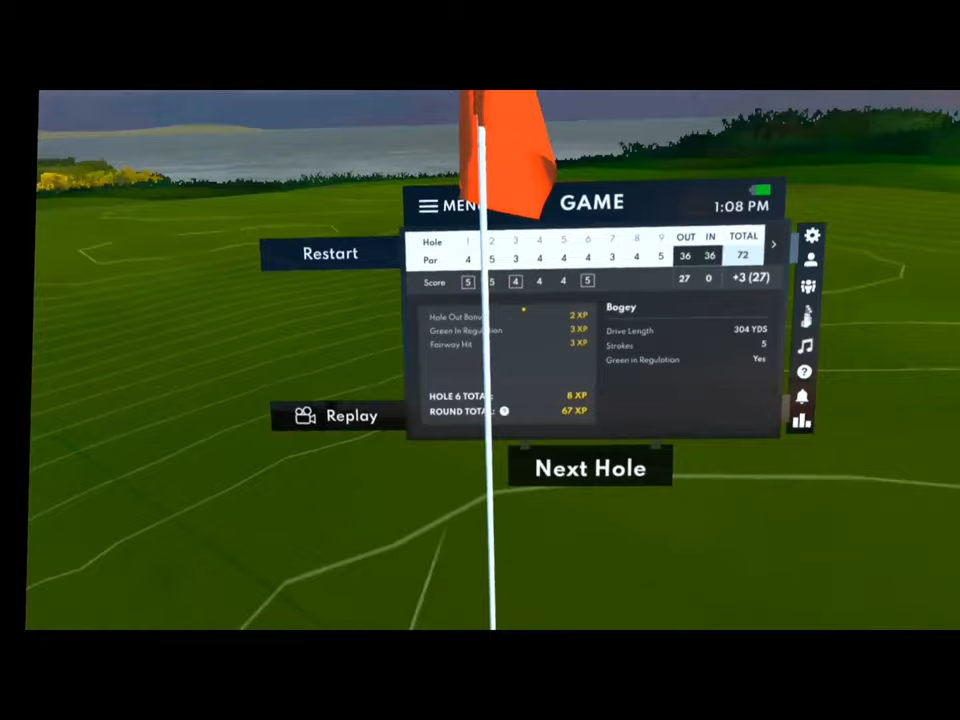 MENU
GAME
1:08 PM
Hole 1 2 3 4 5 6 7 8 9 OUT IN TOTAL
Par 4 5 3 4 4 4 3 4 5 36 36 72
Score 5 5 4 4 4 5 27 0 +3 (27)
Restart
Hole Out Bonus 2 XP
Green In Regulation 3 XP
Fairway Hit 3 XP
HOLE 6 TOTAL: 8 XP
ROUND TOTAL: ? 67 XP
Bogey
Drive Length 304 YDS
Strokes 5
Green in Regulation Yes
Replay
Next Hole